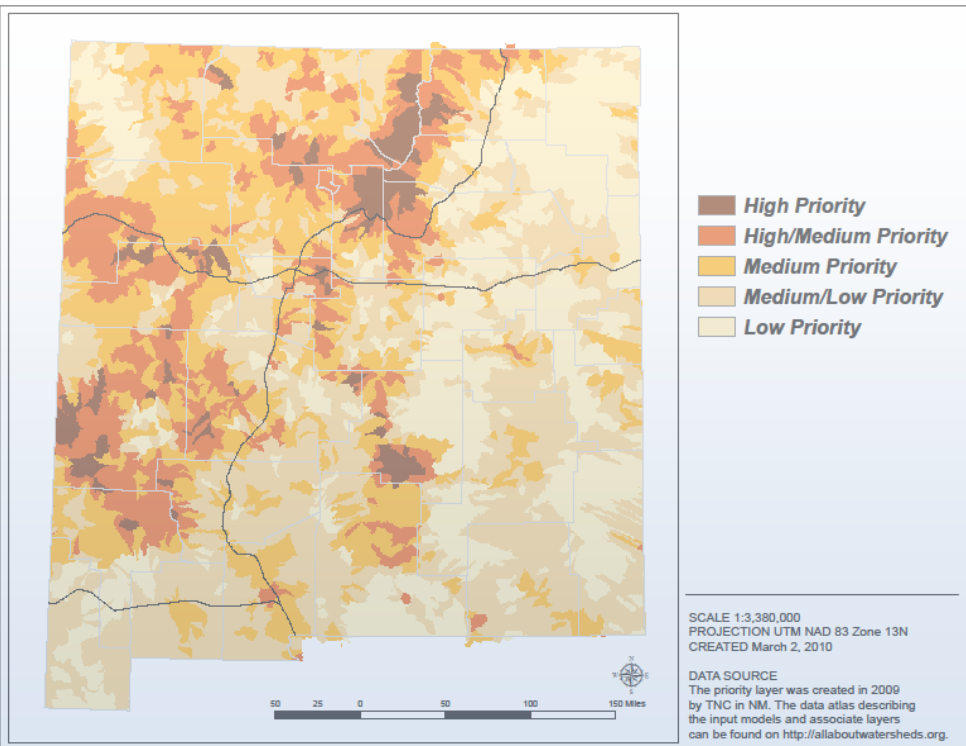 High Priority
High/Medium Priority
Medium Priority
Medium/Low Priority
Low Priority
SCALE 1:3,380,000
PROJECTION UTM NAD 83 Zone 13N
CREATED March 2, 2010
DATA SOURCE
The priority layer was created in 2009
by TNC in NM. The data atlas describing
the input models and associate layers
can be found on http://allaboutwatersheds.org.
N
W E
S
50 25 0 50 100 150 Miles